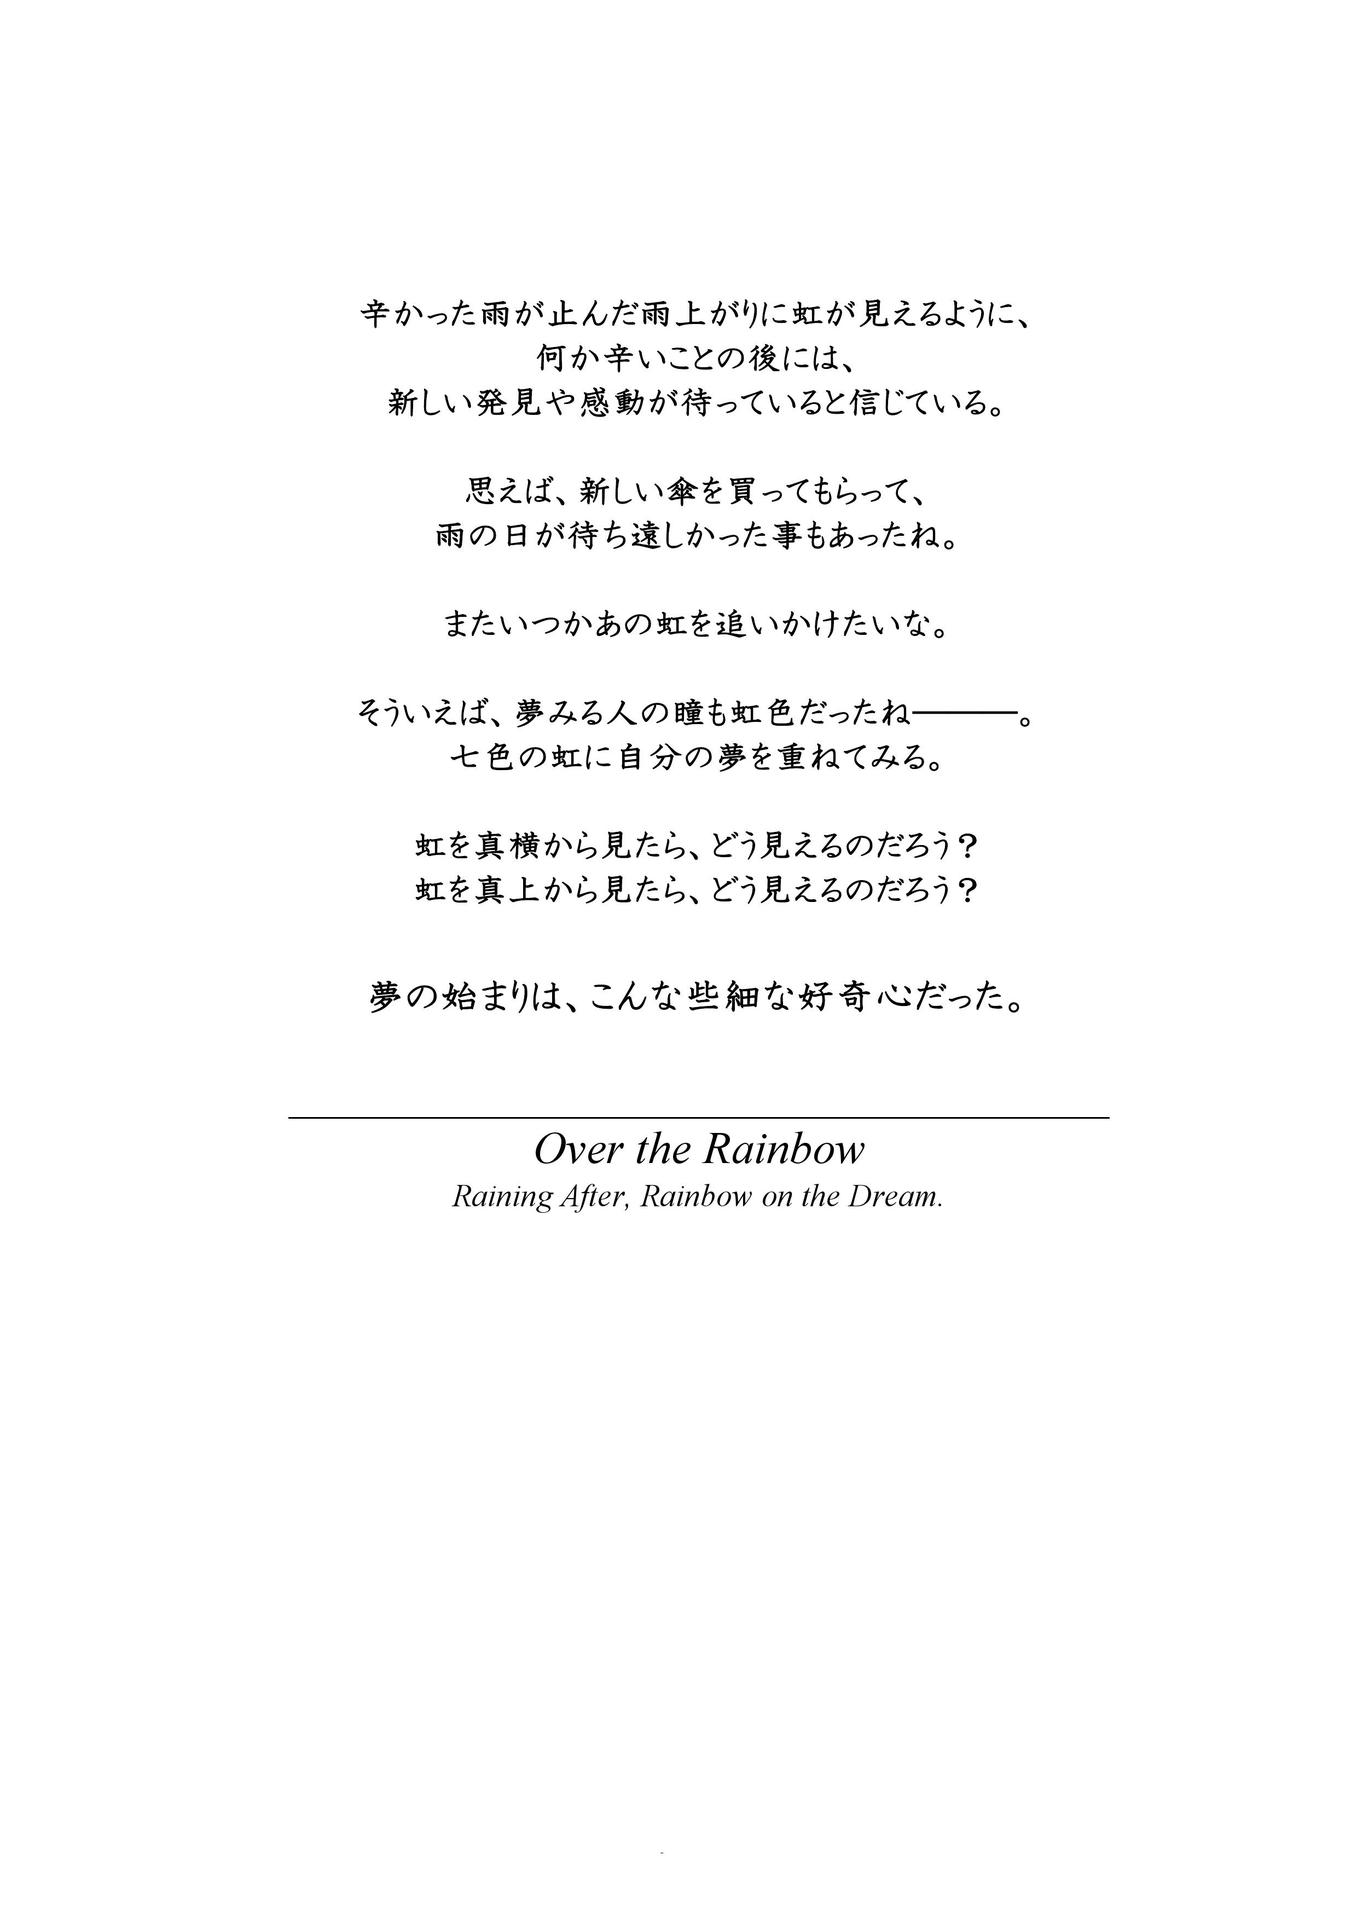 辛かった雨が止んだ雨上がりに虹が見えるように、
何か辛いことの後には、
新しい発見や感動が待っていると信じている。
思えば、新しい傘を買ってもらって、
雨の日が待ち遠しかった事もあったね。
またいつかあの虹を追いかけたいな。
そういえば、夢みる人の瞳も虹色だったね―――。
七色の虹に自分の夢を重ねてみる。
虹を真横から見たら、どう見えるのだろう？
虹を真上から見たら、どう見えるのだろう？
夢の始まりは、こんな些細な好奇心だった。
Over the Rainbow
Raining After, Rainbow on the Dream.